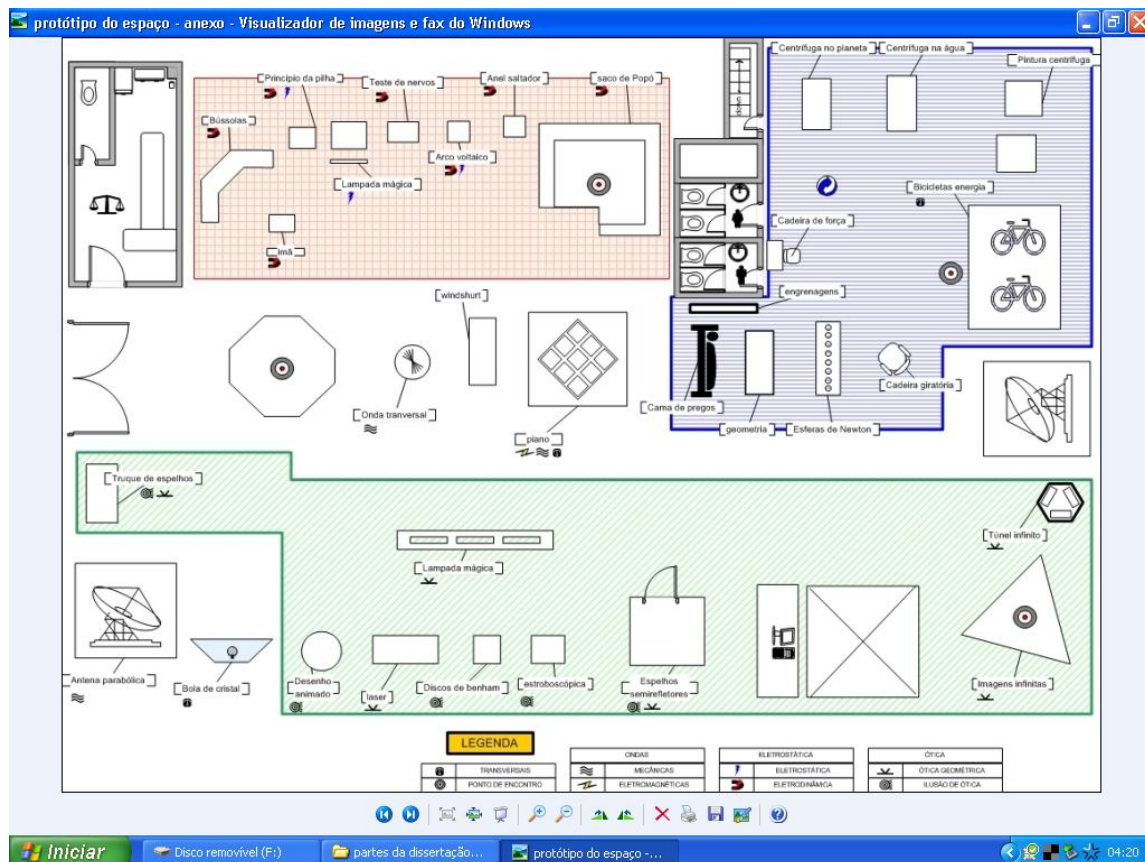 protótipo do espaço - anexo - Visualizador de imagens e fax do Windows
Centrífuga no planeta
Centrífuga na água
Pintura centrífuga
Princípio da pilha
Teste de nervos
Anel saltador
saco de Popó
Bússolas
Arco voltaico
Lampada mágica
Imã
Bicicletas energia
Cadeira de força
engrenagens
windshurt
Onda tranversal
piano
Cama de pregos
geometria
Esferas de Newton
Cadeira giratória
Truque de espelhos
Lampada mágica
Túnel infinito
Antena parabólica
Bola de cristal
Desenho
animado
laser
Discos de benham
estroboscópica
Espelhos
semirefletores
Imagens infinitas
LEGENDA
TRANSVERSAIS
PONTO DE ENCONTRO
ONDAS
MECÂNICAS
ELETROMAGNÉTICAS
ELETROSTÁTICA
ELETROSTÁTICA
ELETRODINÂMICA
ÓTICA
ÓTICA GEOMÉTRICA
ILUSÃO DE ÓTICA
Iniciar
Disco removível (F:)
partes da dissertação...
protótipo do espaço -...
04:20